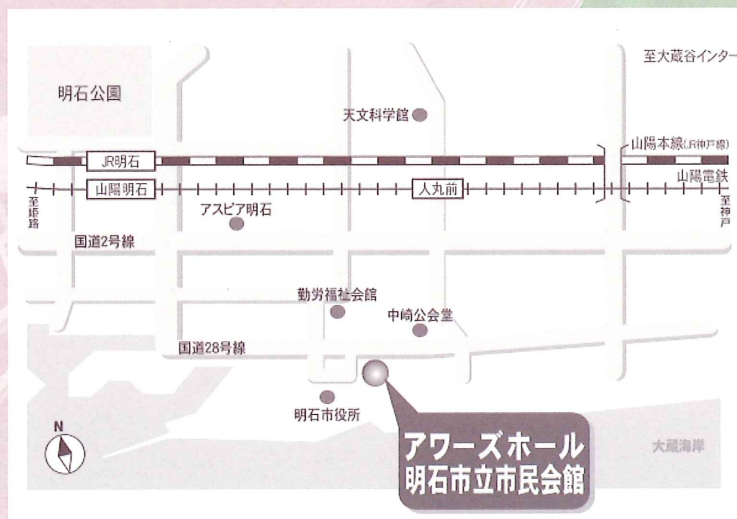 至大蔵谷インター
明石公園
天文科学館
山陽本線(JR神戸線)
JR明石
山陽電鉄
山陽明石
人丸前
至姫路
至神戸
アスピア明石
国道2号線
勤労福祉会館
中崎公会堂
国道28号線
明石市役所
N
アワーズホール
明石市立市民会館
大蔵海岸